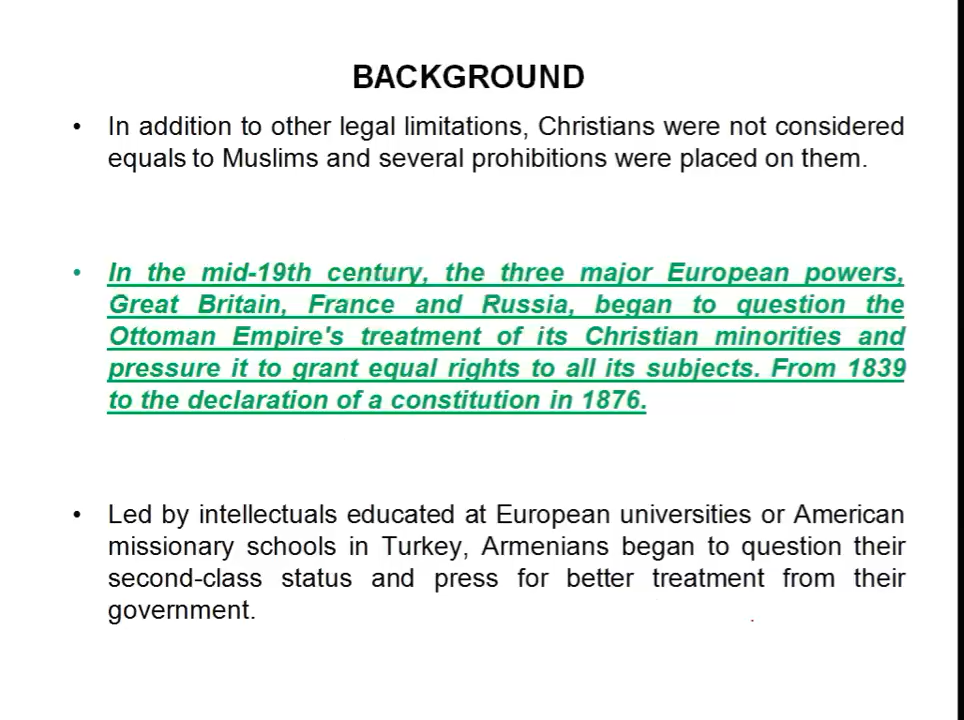 BACKGROUND
• In addition to other legal limitations, Christians were not considered
equals to Muslims and several prohibitions were placed on them.
• In the mid-19th century, the three major European powers,
Great Britain, France and Russia, began to question the
Ottoman Empire's treatment of its Christian minorities and
pressure it to grant equal rights to all its subjects. From 1839
to the declaration of a constitution in 1876.
• Led by intellectuals educated at European universities or American
missionary schools in Turkey, Armenians began to question their
second-class status and press for better treatment from their
government.